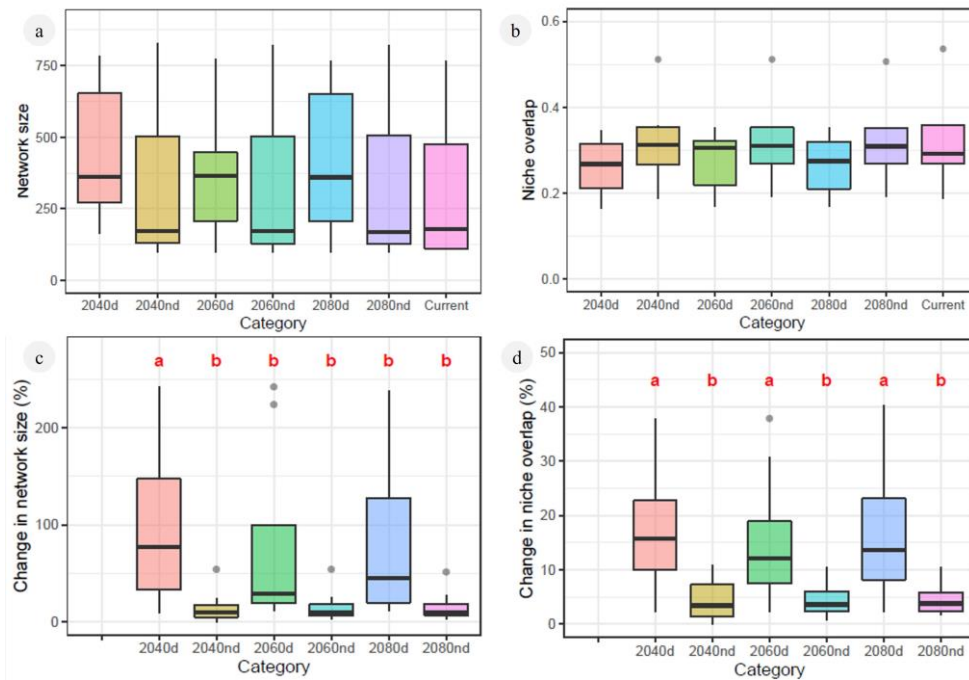 a
Network size
750
500
250
0
2040d 2040nd 2060d 2060nd 2080d 2080nd Current
Category
b
Niche overlap
0.6
0.4
0.2
0.0
2040d 2040nd 2060d 2060nd 2080d 2080nd Current
Category
c
Change in network size (%)
a b b b b b
200
100
0
2040d 2040nd 2060d 2060nd 2080d 2080nd
Category
d
Change in niche overlap (%)
50
a b a b a b
40
30
20
10
0
2040d 2040nd 2060d 2060nd 2080d 2080nd
Category